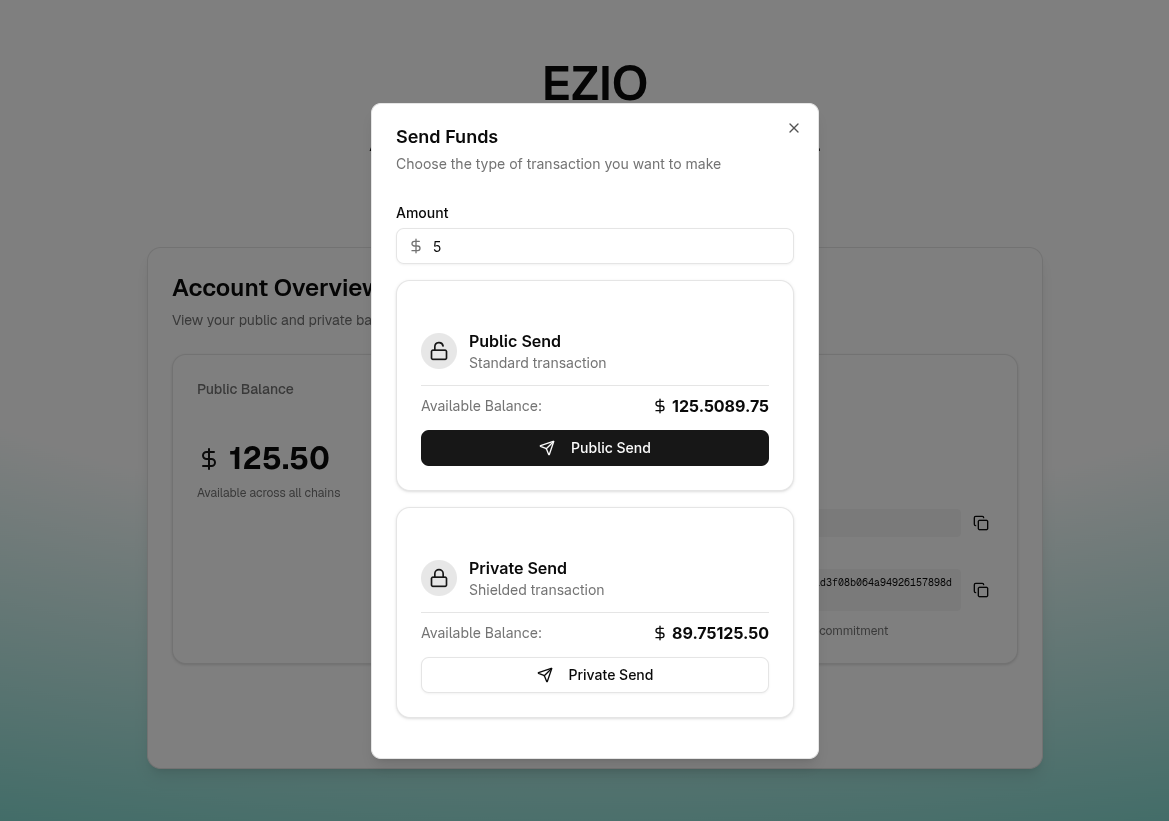 EZIO
Send Funds
Choose the type of transaction you want to make
Amount
$ 5
Account Overview
View your public and private ba
Public Balance
$ 125.50
Available across all chains
Public Send
Standard transaction
Available Balance: $ 125.5089.75
Public Send
Private Send
Shielded transaction
Available Balance: $ 89.75125.50
Private Send
d3f08b064a94926157898d
commitment